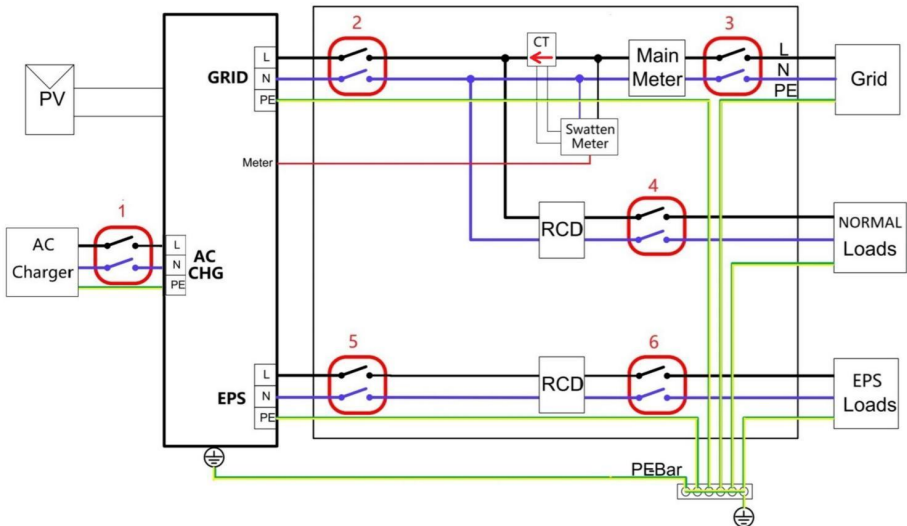 2
3
L
GRID
N
PE
CT
Main
Meter
L
N
PE
Grid
PV
Swatten
Meter
Meter
1
4
AC
Charger
L
N
PE
AC
CHG
RCD
NORMAL
Loads
5
6
L
N
PE
EPS
RCD
EPS
Loads
PEBar